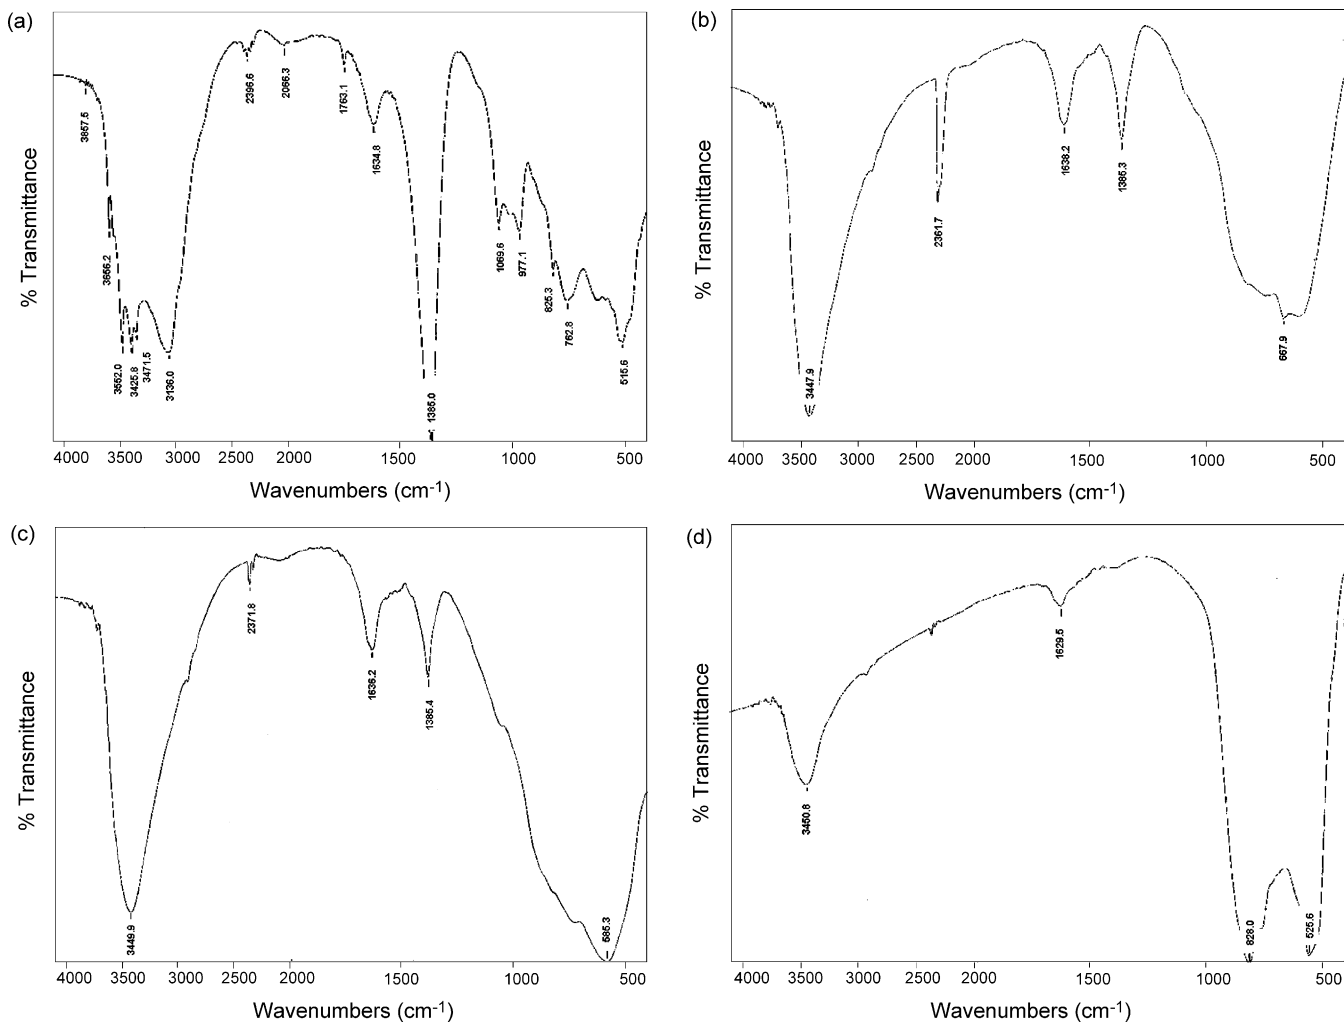 (a)
% Transmittance
3857.5
3656.2
3552.0
3425.8
3471.5
3136.0
2396.6
2066.3
1763.1
1634.8
1385.0
1069.6
977.1
825.3
762.8
515.6
4000 3500 3000 2500 2000 1500 1000 500
Wavenumbers (cm-1)
(b)
% Transmittance
3447.9
2361.7
1638.2
1385.3
667.9
4000 3500 3000 2000 1500 1000 500
Wavenumbers (cm-1)
(c)
% Transmittance
3449.9
2371.8
1636.2
1385.4
585.3
4000 3500 3000 2500 2000 1500 1000 500
Wavenumbers (cm-1)
(d)
% Transmittance
3450.8
1629.5
828.0
525.6
4000 3500 3000 2000 1500 1000 500
Wavenumbers (cm-1)